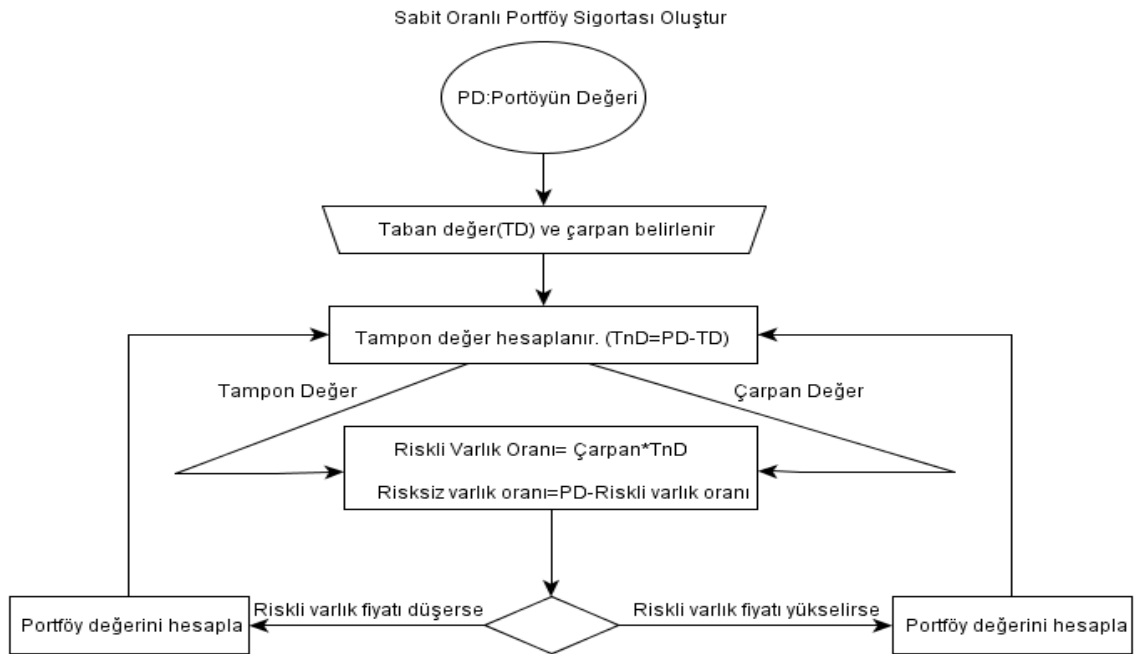 Sabit Oranlı Portföy Sigortası Oluştur
PD:Portöyün Değeri
Taban değer(TD) ve çarpan belirlenir
Tampon değer hesaplanır. (TnD=PD-TD)
Tampon Değer
Çarpan Değer
Riskli Varlık Oranı= Çarpan*TnD
Risksiz varlık oranı=PD-Riskli varlık oranı
Riskli varlık fiyatı düşerse
Riskli varlık fiyatı yükselirse
Portföy değerini hesapla
Portföy değerini hesapla